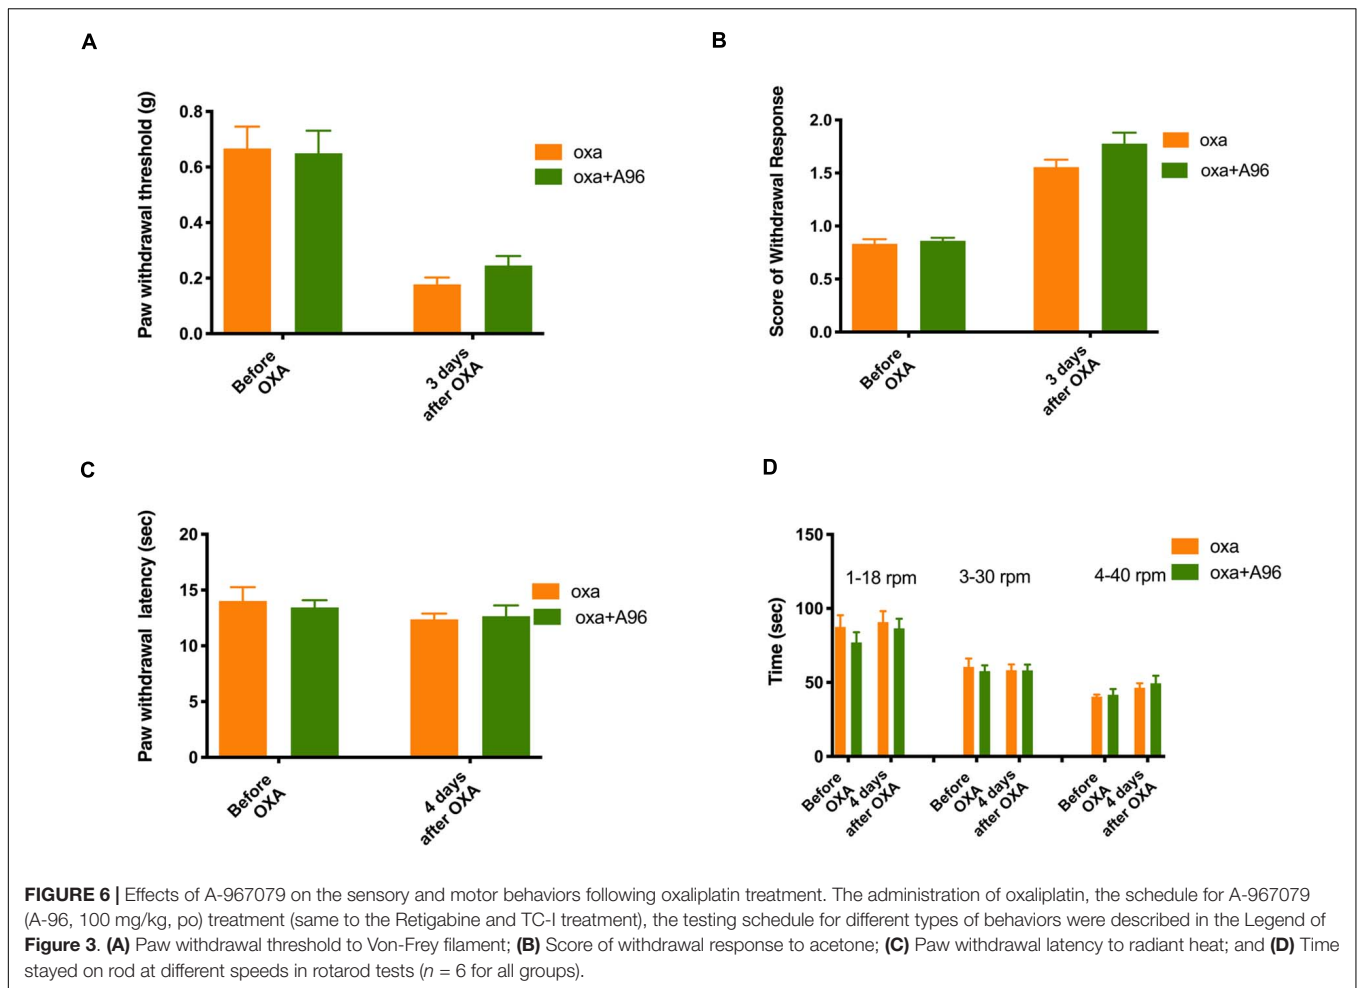 A
Paw withdrawal threshold (g)
0.8
0.6
0.4
0.2
0.0
oxa
oxa+A96
Before
OXA
3 days
after OXA
B
Score of Withdrawal Response
2.0
1.5
1.0
0.5
0.0
oxa
oxa+A96
Before
OXA
3 days
after OXA
C
Paw withdrawal latency (sec)
20
15
10
5
0
oxa
oxa+A96
Before
OXA
4 days
after OXA
D
Time (sec)
150
100
50
0
oxa
oxa+A96
1-18 rpm
3-30 rpm
4-40 rpm
Before
OXA
4 days
after OXA
Before
OXA
4 days
after OXA
Before
OXA
4 days
after OXA
FIGURE 6 | Effects of A-967079 on the sensory and motor behaviors following oxaliplatin treatment. The administration of oxaliplatin, the schedule for A-967079
(A-96, 100 mg/kg, po) treatment (same to the Retigabine and TC-I treatment), the testing schedule for different types of behaviors were described in the Legend of
Figure 3. (A) Paw withdrawal threshold to Von-Frey filament; (B) Score of withdrawal response to acetone; (C) Paw withdrawal latency to radiant heat; and (D) Time
stayed on rod at different speeds in rotarod tests (n = 6 for all groups).